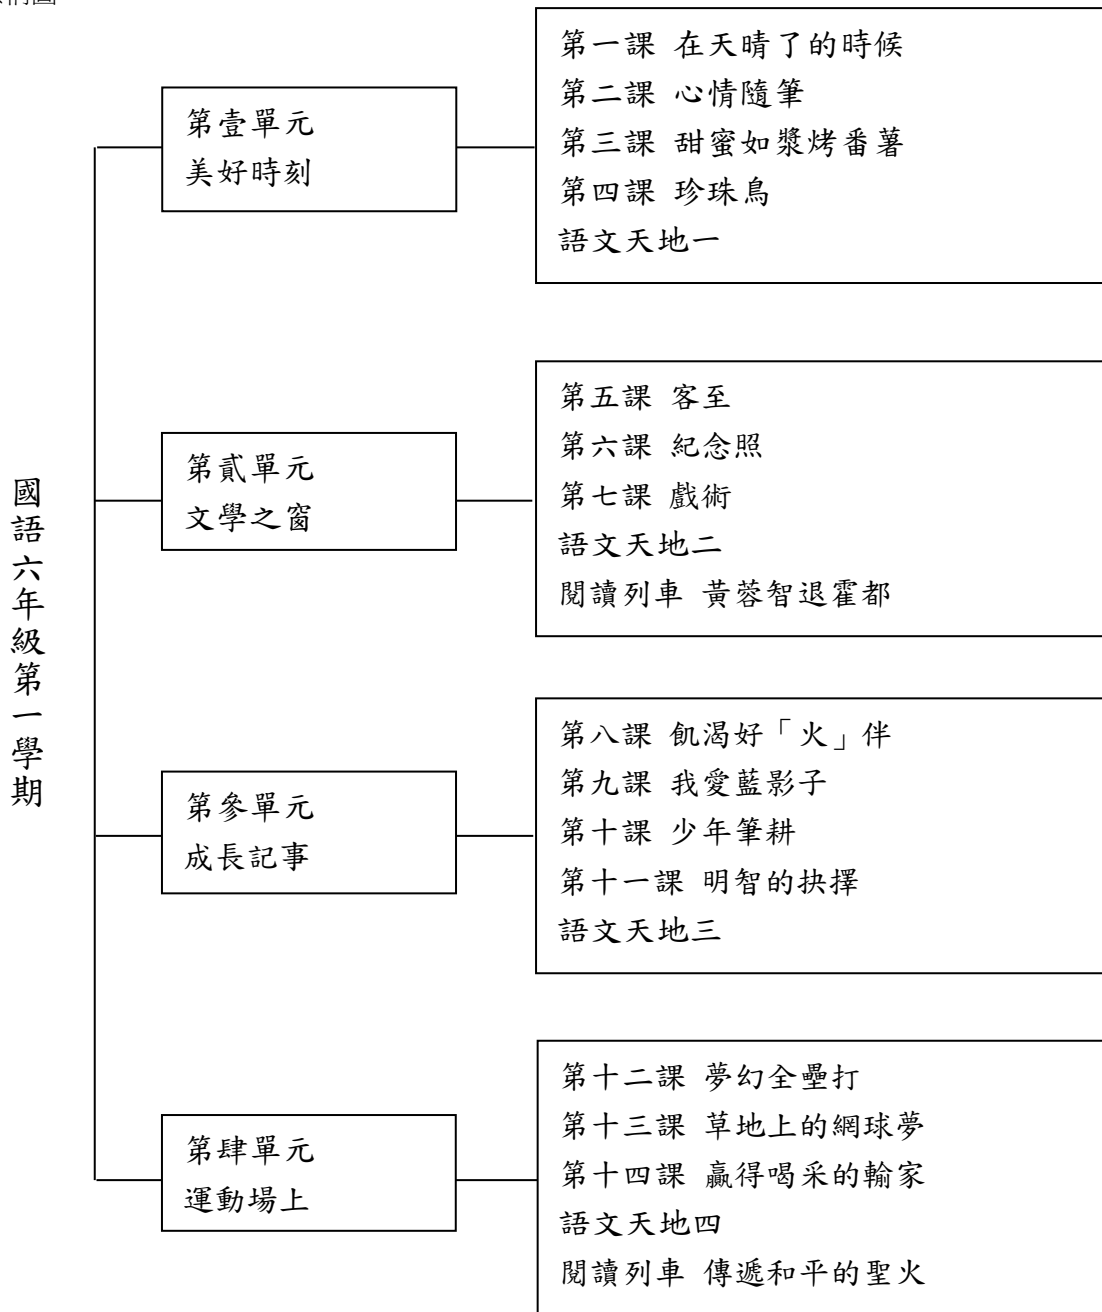 國語六年級第一學期
第壹單元
美好時刻
第一課 在天晴了的時候
第二課 心情隨筆
第三課 甜蜜如漿烤番薯
第四課 珍珠鳥
語文天地一
第貳單元
文學之窗
第五課 客至
第六課 紀念照
第七課 戲術
語文天地二
閱讀列車 黃蓉智退霍都
第參單元
成長記事
第八課 飢渴好「火」伴
第九課 我愛藍影子
第十課 少年筆耕
第十一課 明智的抉擇
語文天地三
第肆單元
運動場上
第十二課 夢幻全壘打
第十三課 草地上的網球夢
第十四課 贏得喝采的輸家
語文天地四
閱讀列車 傳遞和平的聖火